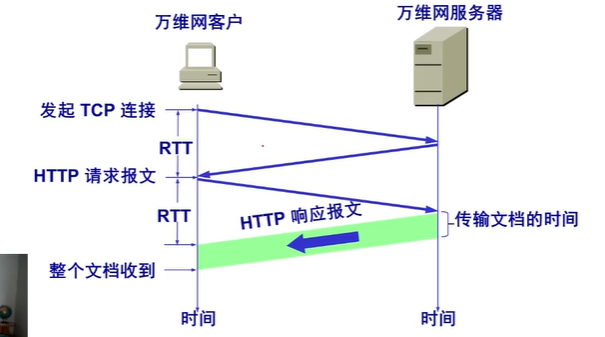 万维网客户
万维网服务器
发起 TCP 连接
RTT
HTTP 请求报文
RTT
HTTP 响应报文
传输文档的时间
整个文档收到
时间
时间